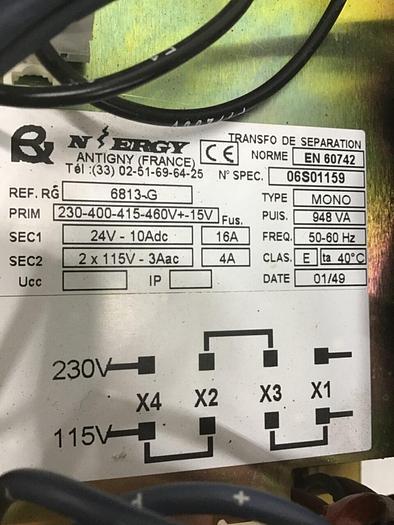 N ERGY TRANSFO DE SEPARATION
ANTIGNY (FRANCE) CE NORME EN 60742
Tél :(33) 02-51-69-64-25 N° SPEC. 06S01159
REF. RG 6813-G TYPE MONO
PRIM 230-400-415-460V+-15V Fus. PUIS. 948 VA
SEC1 24V - 10Adc 16A FREQ. 50-60 Hz
SEC2 2 x 115V - 3Aac 4A CLAS. E ta 40°C
Ucc IP DATE 01/49
230V
X4 X2 X3 X1
115V